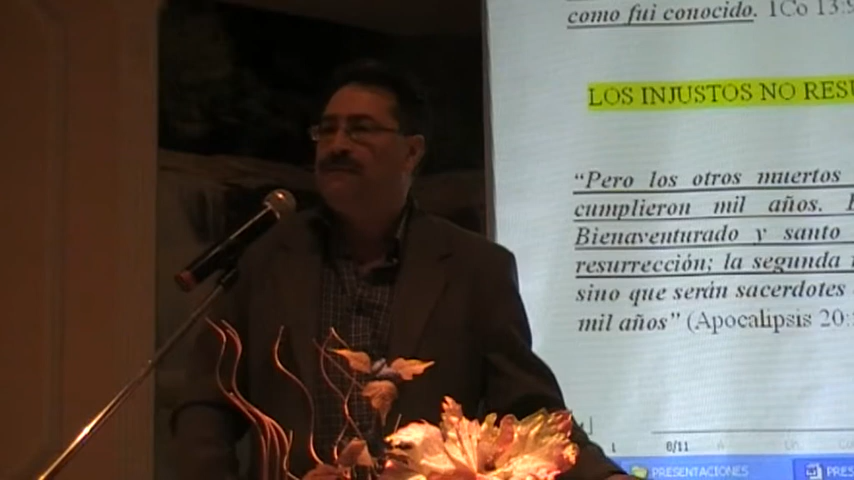 como fui conocido. 1Co 13:9
LOS INJUSTOS NO RESU
“Pero los otros muertos
cumplieron mil años.
Bienaventurado y santo
resurrección; la segunda
sino que serán sacerdotes
mil años” (Apocalipsis 20:
8/11
PRESENTACIONES
PRES